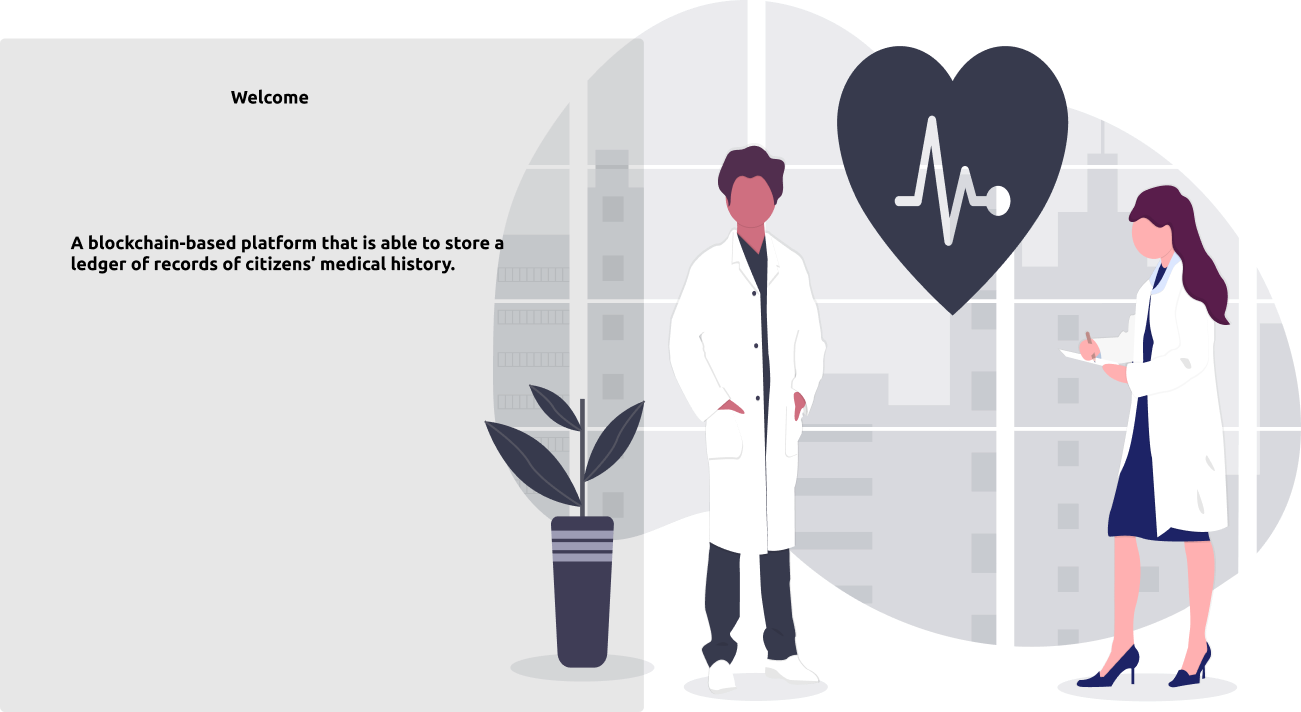 Welcome
A blockchain-based platform that is able to store a
ledger of records of citizens’ medical history.